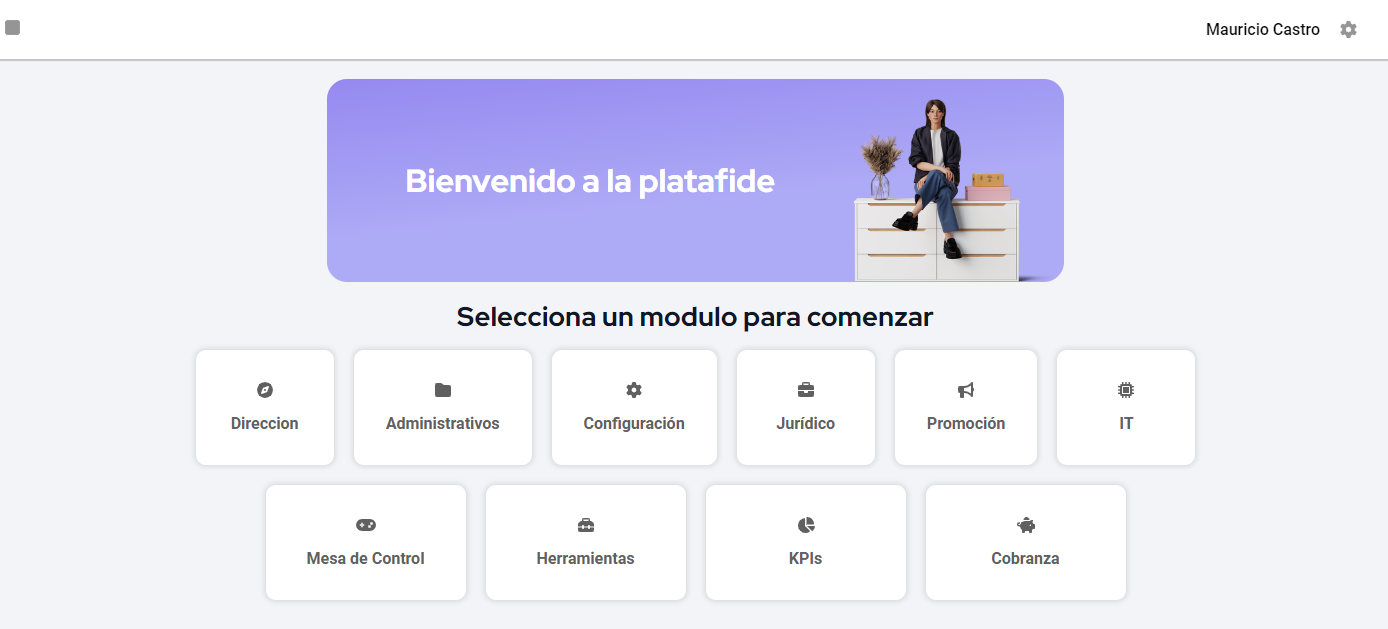 Mauricio Castro
Bienvenido a la platafide
Selecciona un modulo para comenzar
Direccion
Administrativos
Configuración
Jurídico
Promoción
IT
Mesa de Control
Herramientas
KPIs
Cobranza